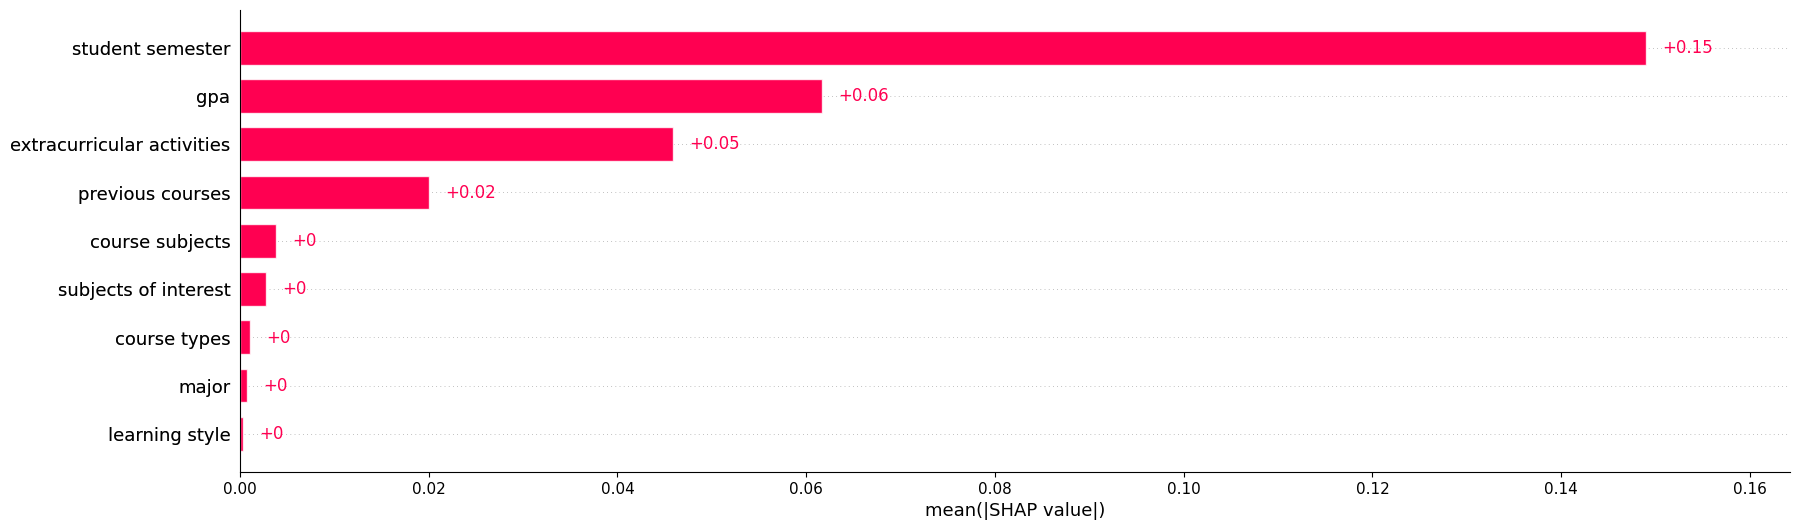 student semester +0.15
gpa +0.06
extracurricular activities +0.05
previous courses +0.02
course subjects +0
subjects of interest +0
course types +0
major +0
learning style +0
0.00 0.02 0.04 0.06 0.08 0.10 0.12 0.14 0.16
mean(|SHAP value|)